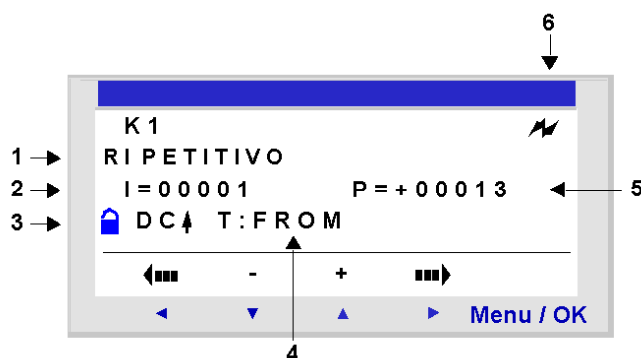 6
K1
1 RIPETITIVO
2 I=00001 P=+00013 5
3 DC T:FROM
- +
Menu / OK
4